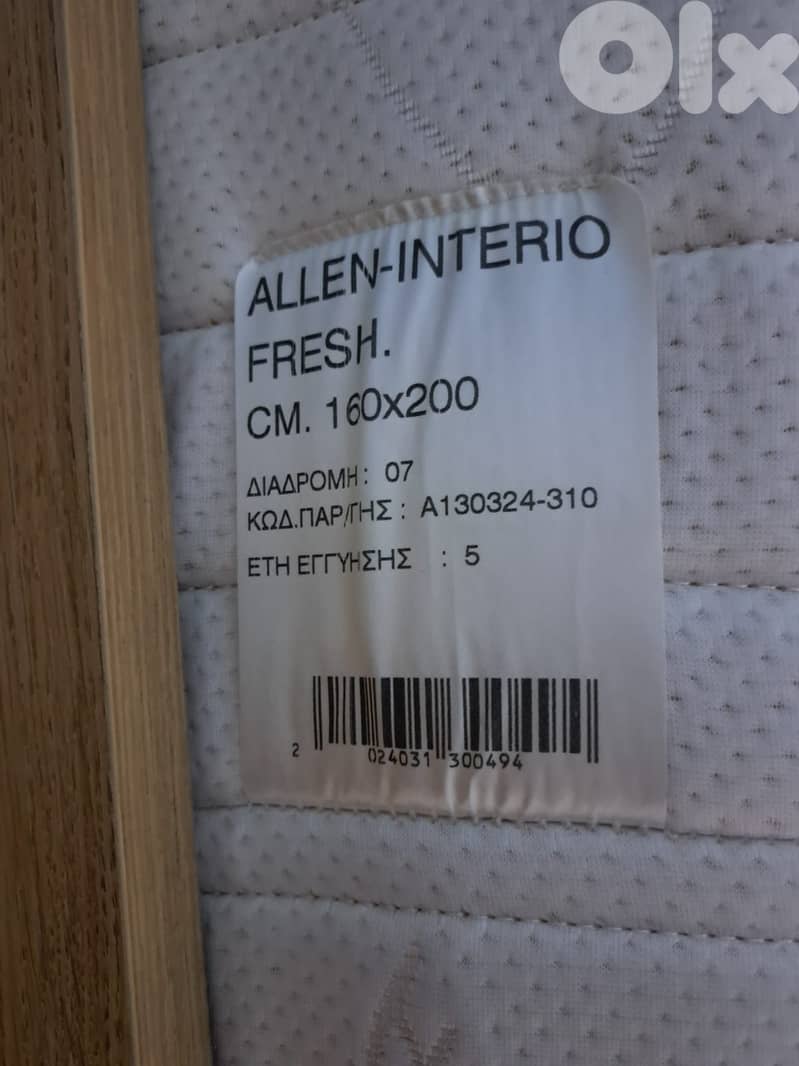 Olx
ALLEN-INTERIO
FRESH.
CM. 160x200
ΔΙΑΔΡΟΜΗ : 07
ΚΩΔ.ΠΑΡ/ΓΗΣ : A130324-310
ΕΤΗ ΕΓΓΥΗΣΗΣ : 5
2 024031 300494